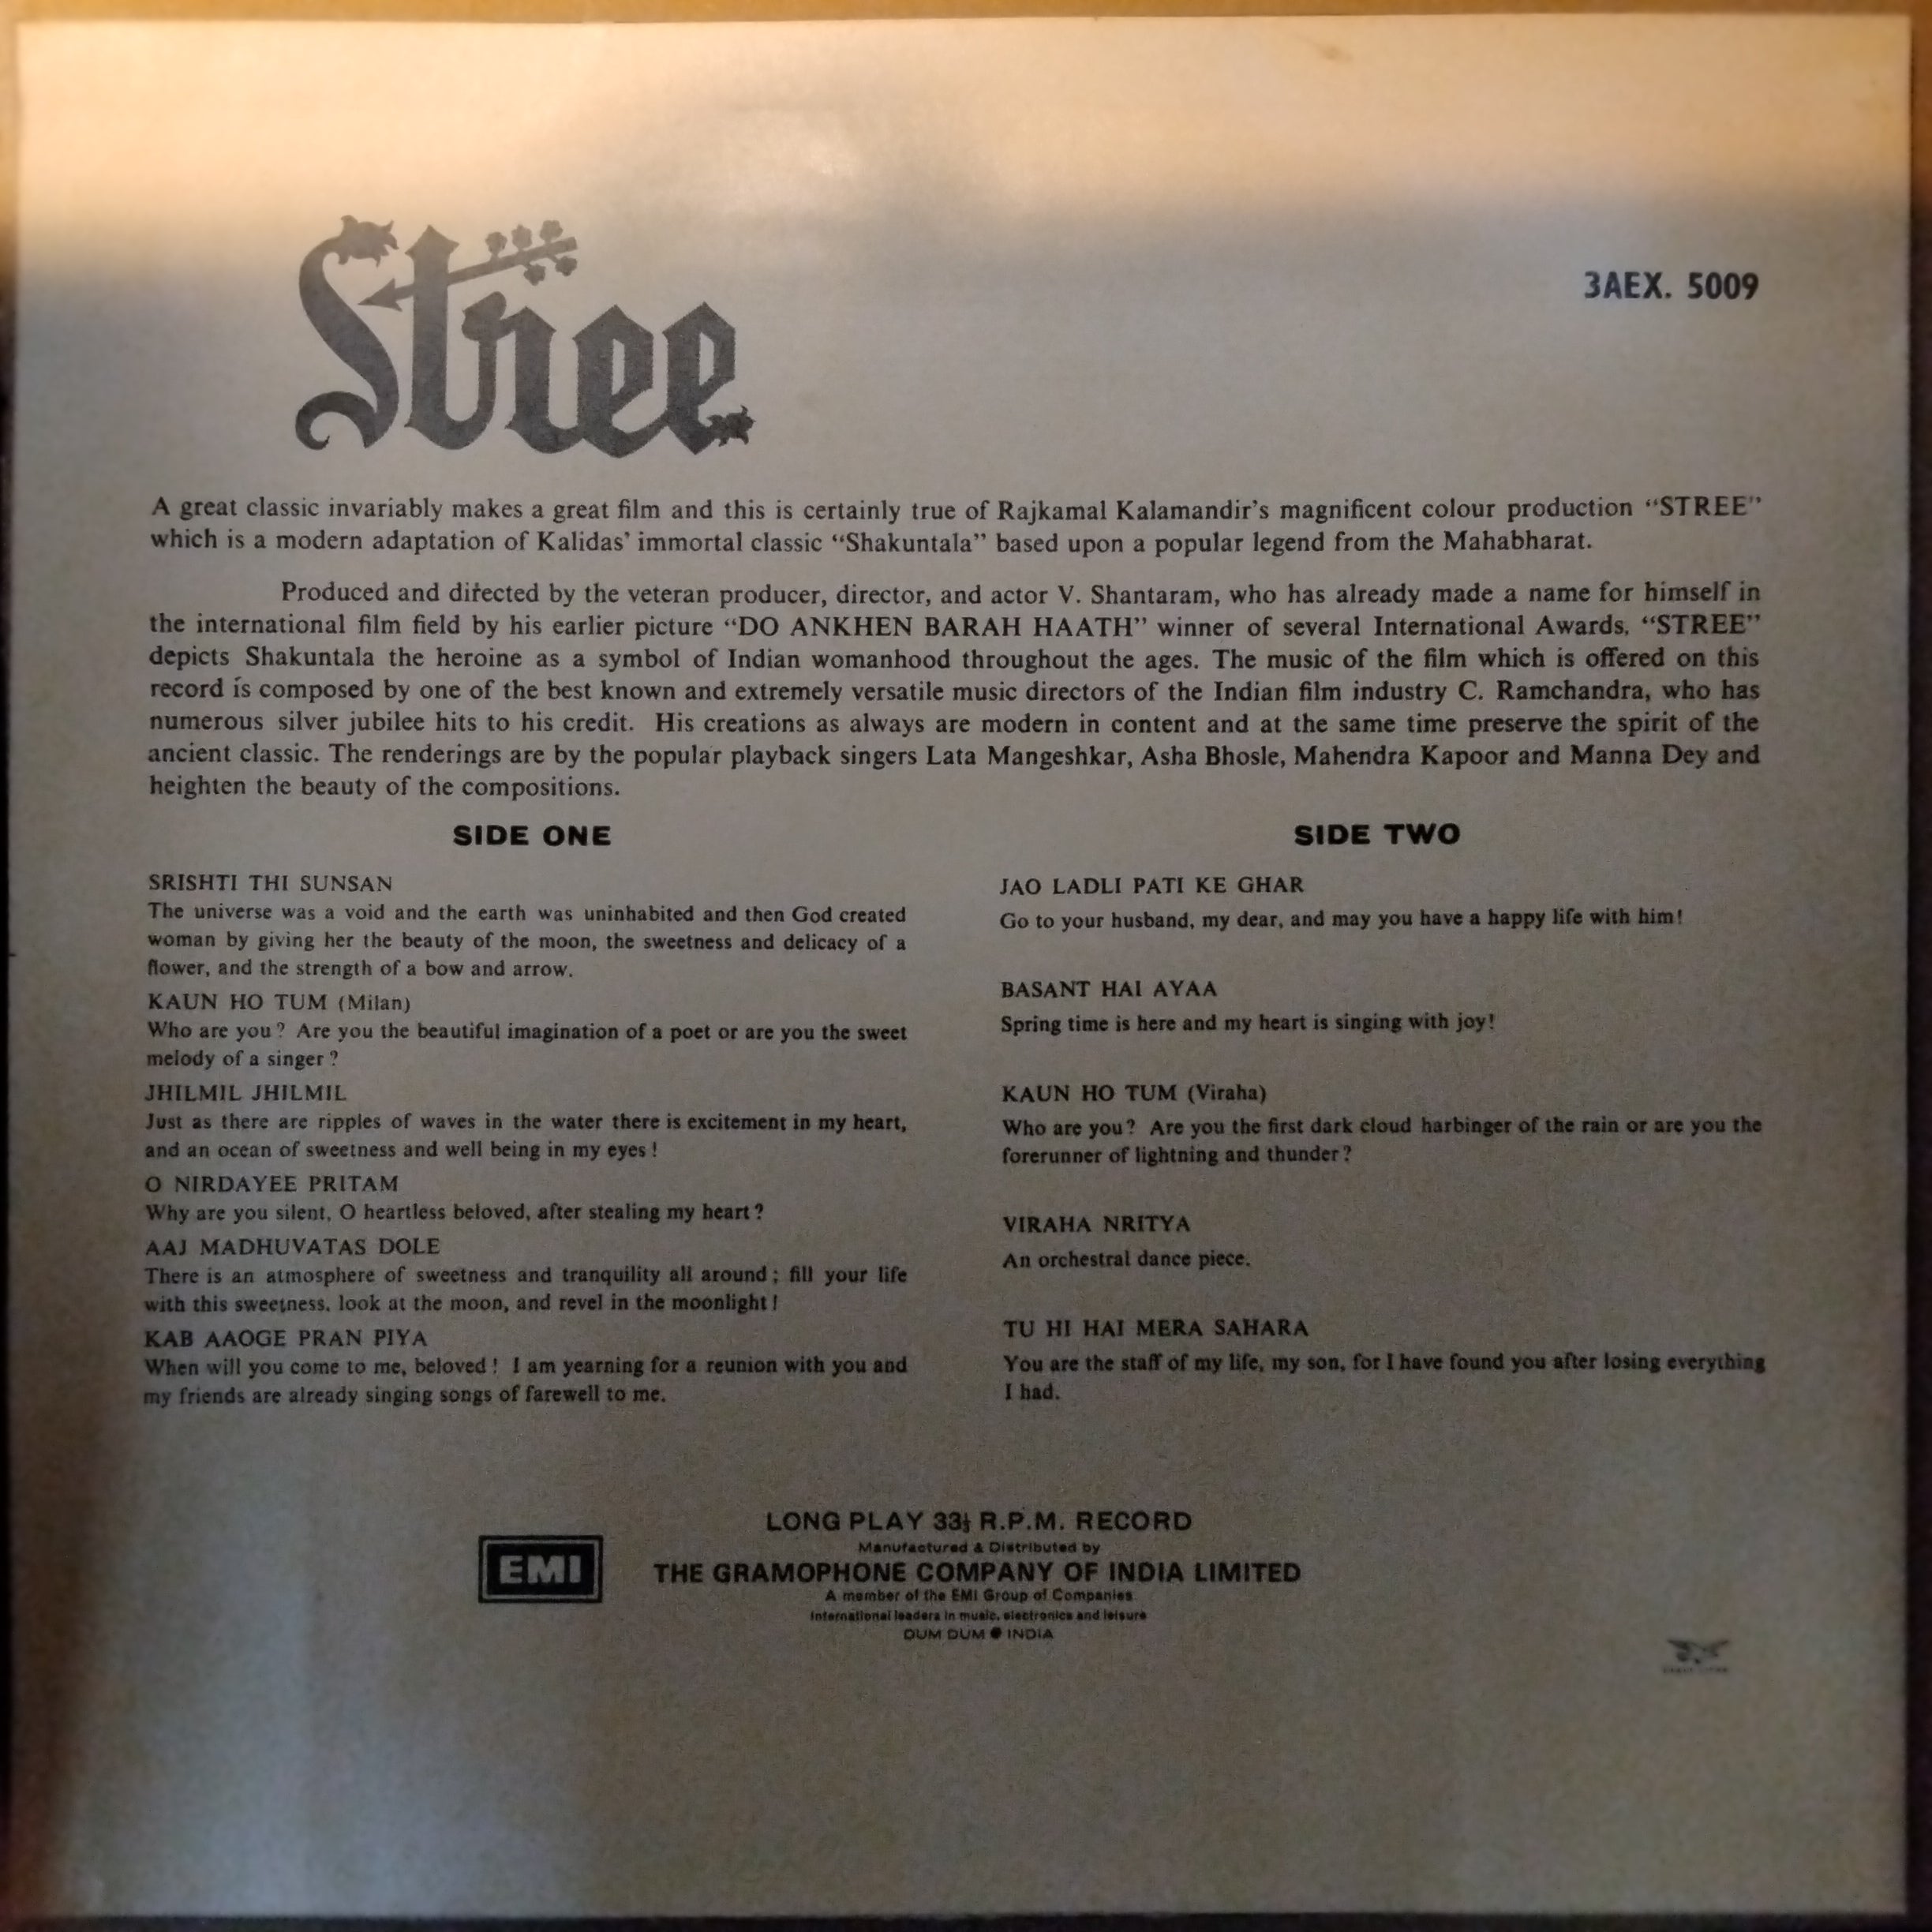 Stree
3AEX. 5009
A great classic invariably makes a great film and this is certainly true of Rajkamal Kalamandir's magnificent colour production “STREE”
which is a modern adaptation of Kalidas' immortal classic “Shakuntala” based upon a popular legend from the Mahabharat.
Produced and directed by the veteran producer, director, and actor V. Shantaram, who has already made a name for himself in
the international film field by his earlier picture “DO ANKHEN BARAH HAATH” winner of several International Awards, “STREE”
depicts Shakuntala the heroine as a symbol of Indian womanhood throughout the ages. The music of the film which is offered on this
record is composed by one of the best known and extremely versatile music directors of the Indian film industry C. Ramchandra, who has
numerous silver jubilee hits to his credit. His creations as always are modern in content and at the same time preserve the spirit of the
ancient classic. The renderings are by the popular playback singers Lata Mangeshkar, Asha Bhosle, Mahendra Kapoor and Manna Dey and
heighten the beauty of the compositions.
SIDE ONE
SRISHTI THI SUNSAN
The universe was a void and the earth was uninhabited and then God created
woman by giving her the beauty of the moon, the sweetness and delicacy of a
flower, and the strength of a bow and arrow.
KAUN HO TUM (Milan)
Who are you? Are you the beautiful imagination of a poet or are you the sweet
melody of a singer?
JHILMIL JHILMIL
Just as there are ripples of waves in the water there is excitement in my heart,
and an ocean of sweetness and well being in my eyes!
O NIRDAYEE PRITAM
Why are you silent, O heartless beloved, after stealing my heart?
AAJ MADHUVATAS DOLE
There is an atmosphere of sweetness and tranquility all around; fill your life
with this sweetness, look at the moon, and revel in the moonlight!
KAB AAOGE PRAN PIYA
When will you come to me, beloved! I am yearning for a reunion with you and
my friends are already singing songs of farewell to me.
SIDE TWO
JAO LADLI PATI KE GHAR
Go to your husband, my dear, and may you have a happy life with him!
BASANT HAI AYAA
Spring time is here and my heart is singing with joy!
KAUN HO TUM (Viraha)
Who are you? Are you the first dark cloud harbinger of the rain or are you the
forerunner of lightning and thunder?
VIRAHA NRITYA
An orchestral dance piece.
TU HI HAI MERA SAHARA
You are the staff of my life, my son, for I have found you after losing everything
I had.
EMI
LONG PLAY 33⅓ R.P.M. RECORD
Manufactured & Distributed by
THE GRAMOPHONE COMPANY OF INDIA LIMITED
A member of the EMI Group of Companies
International leaders in music, electronics and leisure
DUM DUM ● INDIA